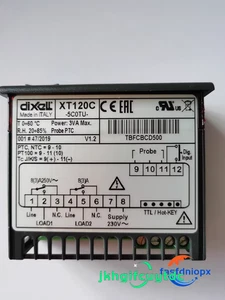 dixell XT120C
Made in ITALY -5C0TU-
T 0÷60 °C Power: 3VA Max.
R.H. 20÷85% Probe PTC
001 # 47/2019 V1.2
TBFCBCD500
PTC, NTC = 9 - 10
PT100 = 9 - 11 (10)
Tc J/K/S = 9(+) - 11(-)
Probe
Dig.
Input
9 10 11 12
8(3)A250V~ 8(3)A
1 2 3 4 5 6 7 8
Line N.C. Line N.C. Supply
LOAD1 LOAD2 230V~
TTL / Hot-KEY
jkhgifcugkhdc
fasfdniopx